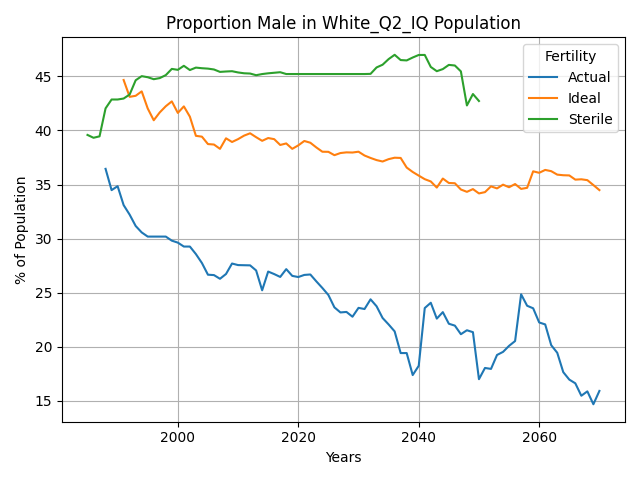 Proportion Male in White_Q2_IQ Population
Fertility
Actual
Ideal
Sterile
% of Population
45
40
35
30
25
20
15
2000 2020 2040 2060
Years